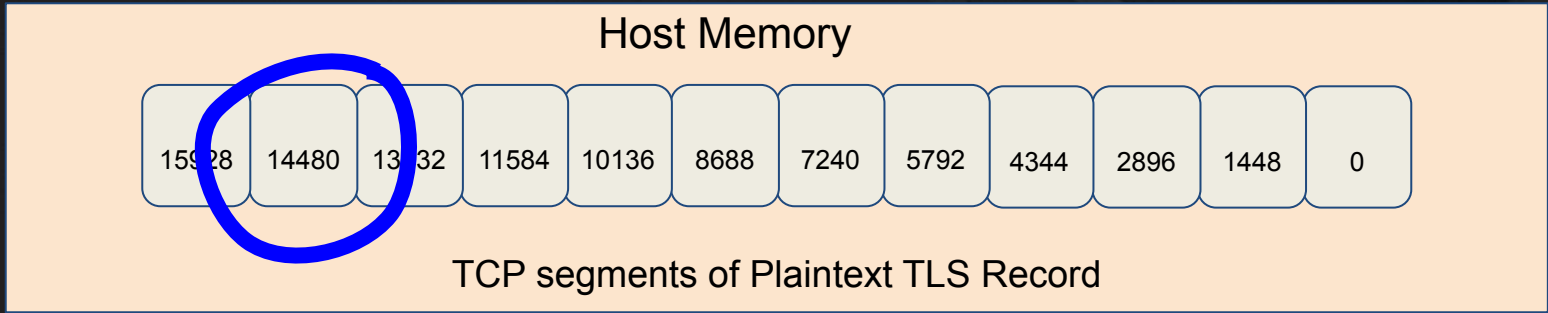 Host Memory
14480 11584 10136 8688 7240 5792 4344 2896 1448 0
TCP segments of Plaintext TLS Record